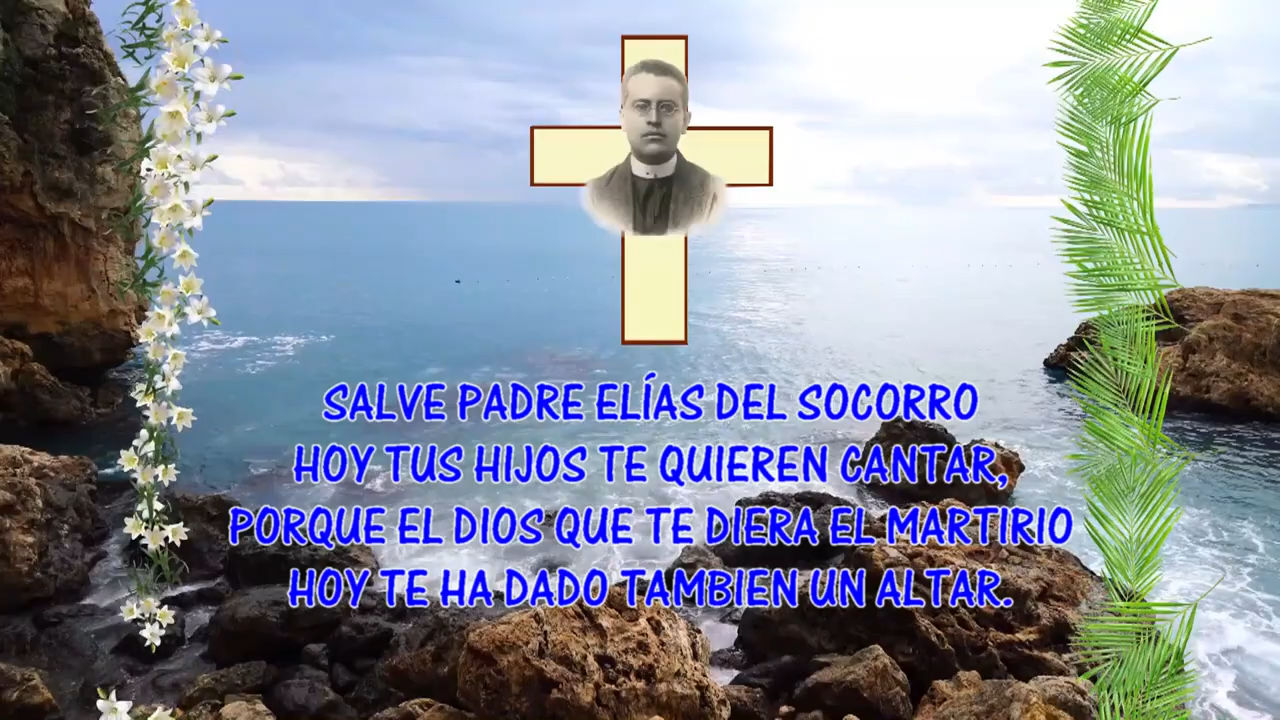 SALVE PADRE ELÍAS DEL SOCORRO
HOY TUS HIJOS TE QUIEREN CANTAR,
PORQUE EL DIOS QUE TE DIERA EL MARTIRIO
HOY TE HA DADO TAMBIEN UN ALTAR.